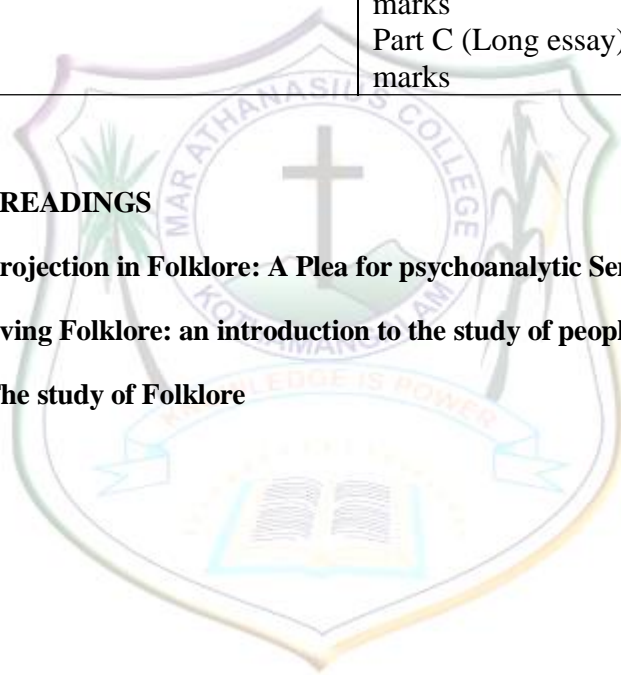 marks
Part C (Long essay)
marks
READINGS
rojection in Folklore: A Plea for psychoanalytic Se
ving Folklore: an introduction to the study of peopl
he study of Folklore
MAR ATHANASIUS COLLEGE
KOTHAMANGALAM
KNOWLEDGE IS POWER